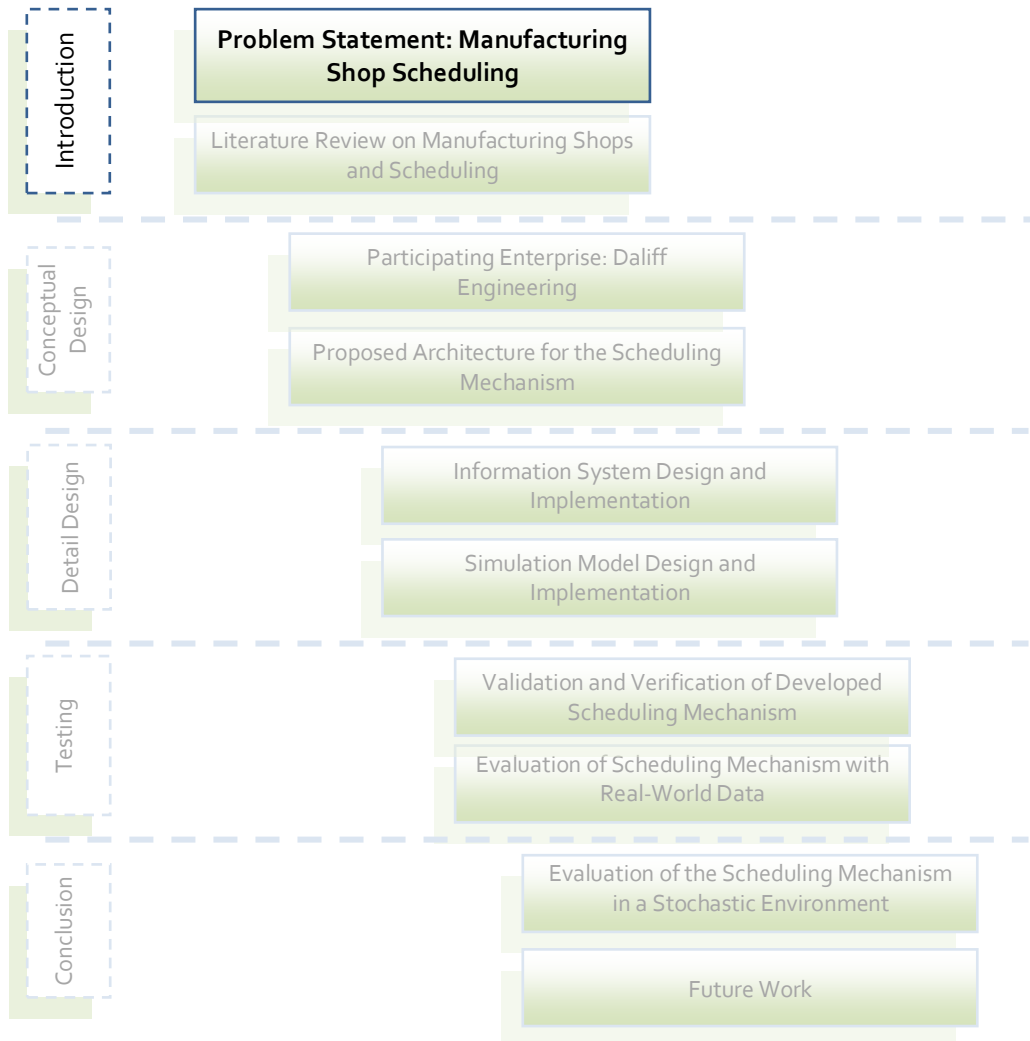 Introduction
Problem Statement: Manufacturing
Shop Scheduling
Literature Review on Manufacturing Shops
and Scheduling
Conceptual
Design
Participating Enterprise: Daliff
Engineering
Proposed Architecture for the Scheduling
Mechanism
Detail Design
Information System Design and
Implementation
Simulation Model Design and
Implementation
Testing
Validation and Verification of Developed
Scheduling Mechanism
Evaluation of Scheduling Mechanism with
Real-World Data
Conclusion
Evaluation of the Scheduling Mechanism
in a Stochastic Environment
Future Work